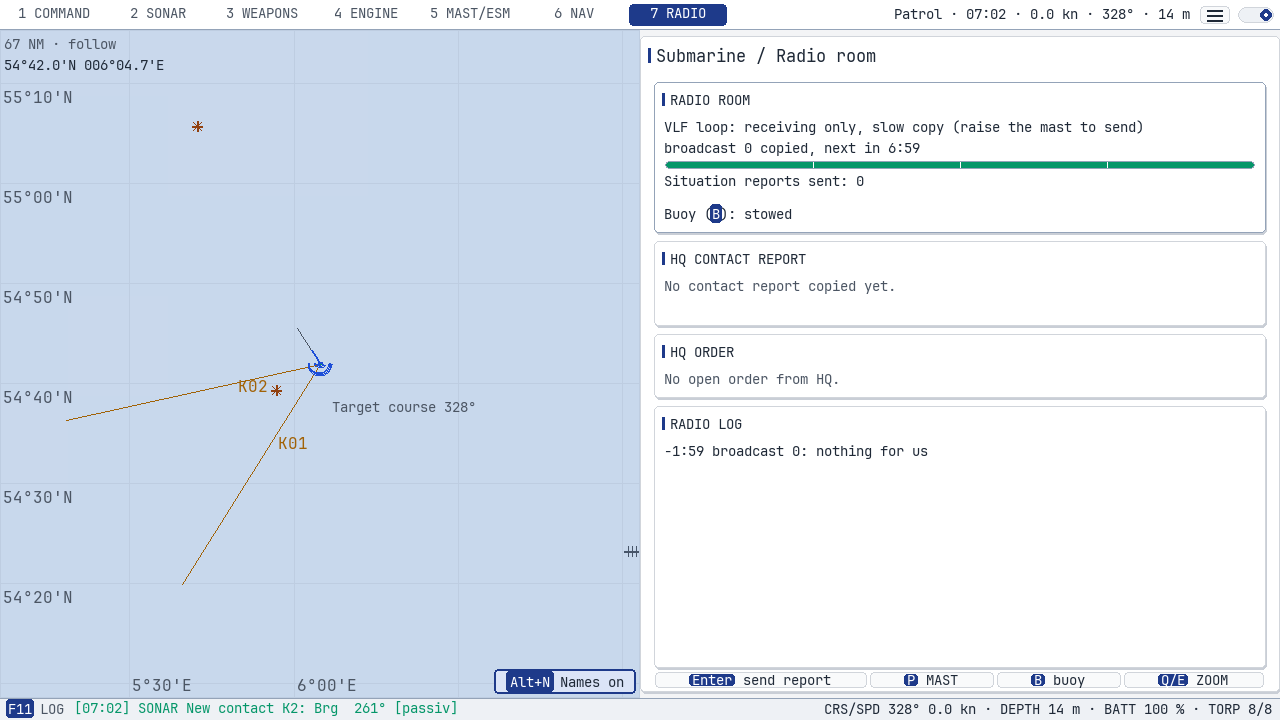 1 COMMAND 2 SONAR 3 WEAPONS 4 ENGINE 5 MAST/ESM 6 NAV 7 RADIO Patrol · 07:02 · 0.0 kn · 328° · 14 m
67 NM · follow
54°42.0'N 006°04.7'E
55°10'N
55°00'N
54°50'N
K02
54°40'N
Target course 328°
K01
54°30'N
54°20'N
5°30'E 6°00'E
Alt+N Names on
Submarine / Radio room
RADIO ROOM
VLF loop: receiving only, slow copy (raise the mast to send)
broadcast 0 copied, next in 6:59
Situation reports sent: 0
Buoy (B): stowed
HQ CONTACT REPORT
No contact report copied yet.
HQ ORDER
No open order from HQ.
RADIO LOG
-1:59 broadcast 0: nothing for us
Enter send report P MAST B buoy Q/E ZOOM
F11 LOG [07:02] SONAR New contact K2: Brg 261° [passiv] CRS/SPD 328° 0.0 kn · DEPTH 14 m · BATT 100 % · TORP 8/8